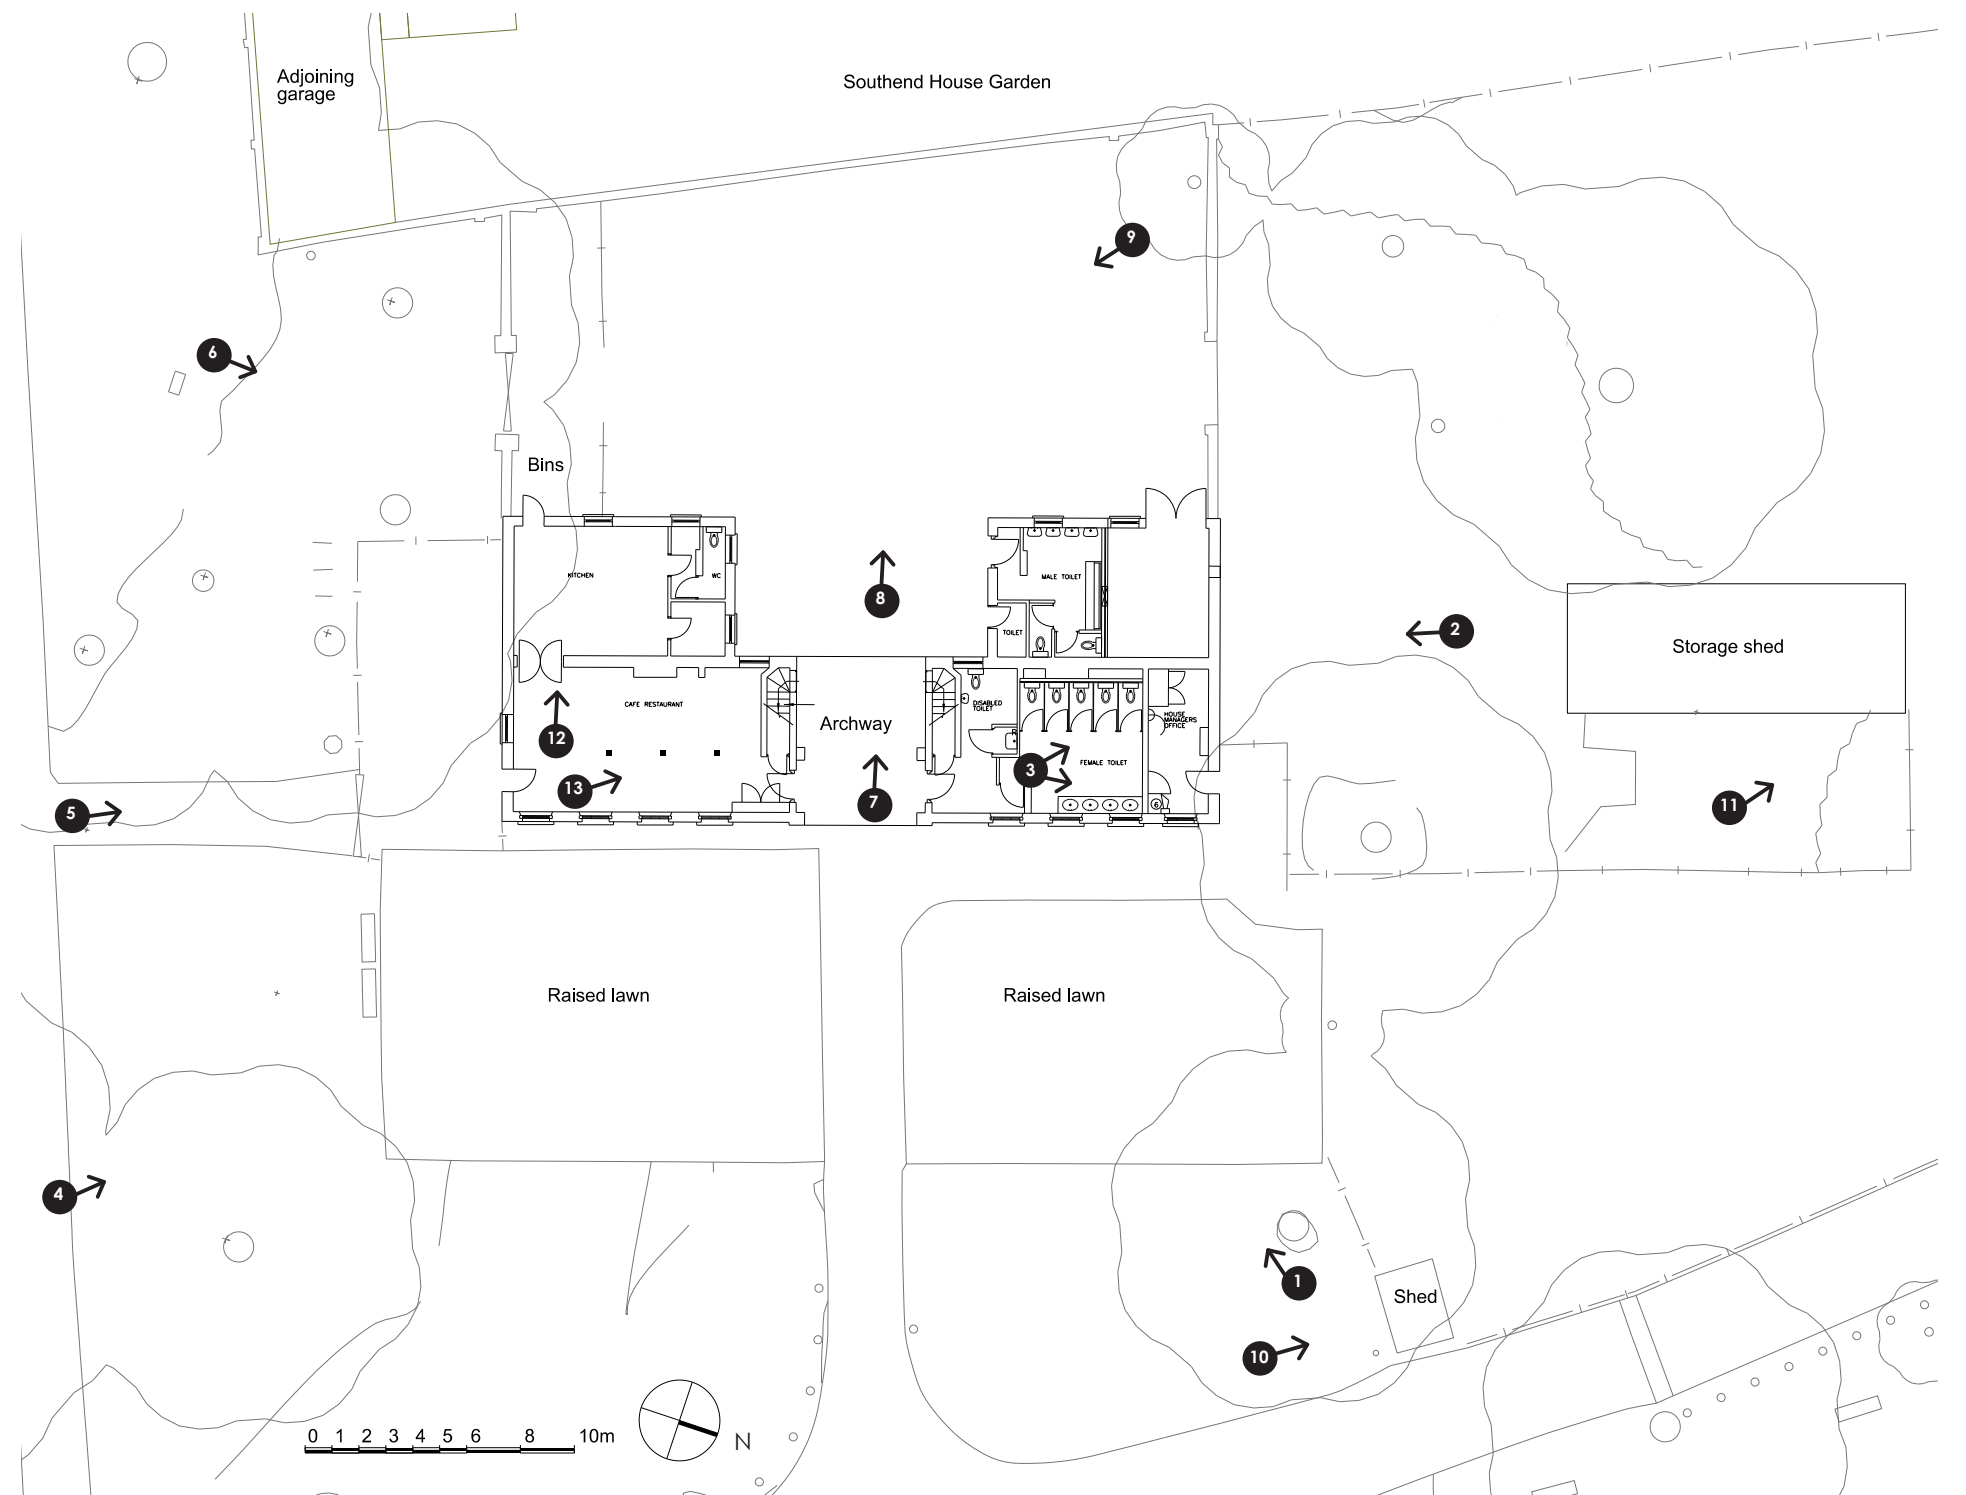 Adjoining
garage
Southend House Garden
9
6
Bins
KITCHEN
WC
8
MALE TOILET
TOILET
2
Storage shed
CAFE RESTAURANT
Archway
DISABLED
TOILET
HOUSE
MANAGERS
OFFICE
12
3
FEMALE TOILET
13
7
6
11
5
Raised lawn
Raised lawn
4
1
Shed
10
0 1 2 3 4 5 6 8 10m
N